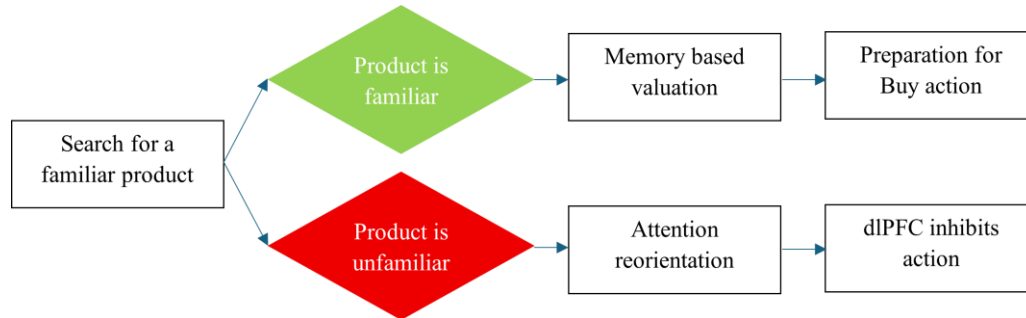 Search for a
familiar product
Product is
familiar
Memory based
valuation
Preparation for
Buy action
Product is
unfamiliar
Attention
reorientation
dlPFC inhibits
action